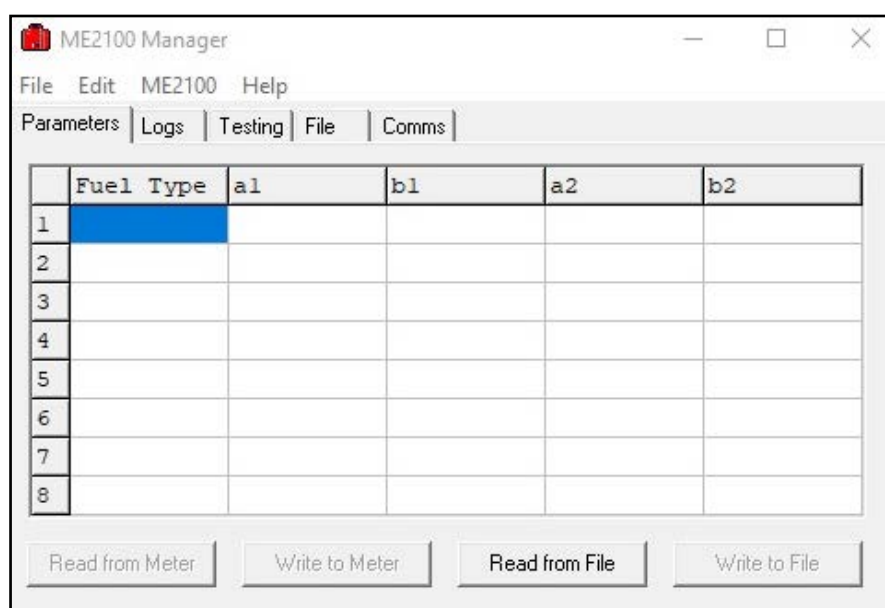 ME2100 Manager
File Edit ME2100 Help
Parameters Logs Testing File Comms
Fuel Type a1 b1 a2 b2
1
2
3
4
5
6
7
8
Read from Meter Write to Meter Read from File Write to File